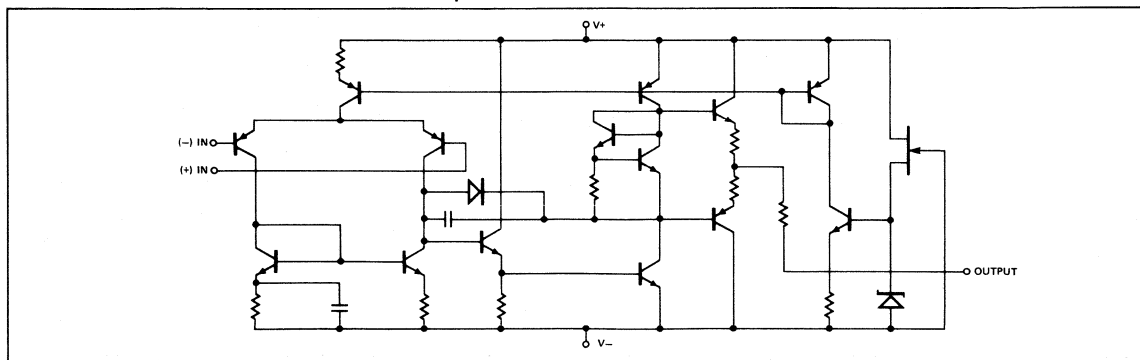 V+
(-) IN
(+) IN
OUTPUT
V-